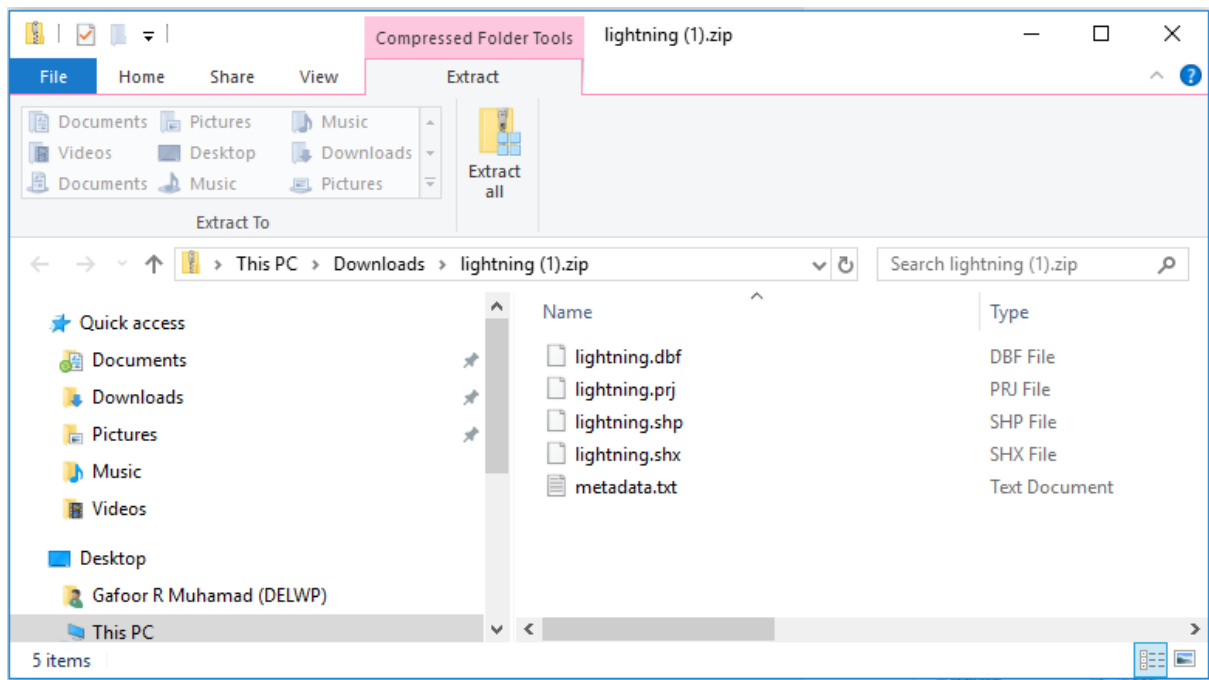 Compressed Folder Tools lightning (1).zip
File Home Share View Extract
Documents Pictures Music
Videos Desktop Downloads
Documents Music Pictures
Extract all
Extract To
This PC > Downloads > lightning (1).zip Search lightning (1).zip
Name Type
Quick access
Documents
Downloads
Pictures
Music
Videos
Desktop
Gafoor R Muhamad (DELWP)
This PC
lightning.dbf DBF File
lightning.prj PRJ File
lightning.shp SHP File
lightning.shx SHX File
metadata.txt Text Document
5 items